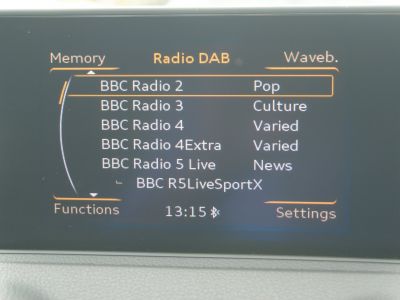 Memory Radio DAB Waveb.
BBC Radio 2 Pop
BBC Radio 3 Culture
BBC Radio 4 Varied
BBC Radio 4Extra Varied
BBC Radio 5 Live News
BBC R5LiveSportX
Functions 13:15 Settings